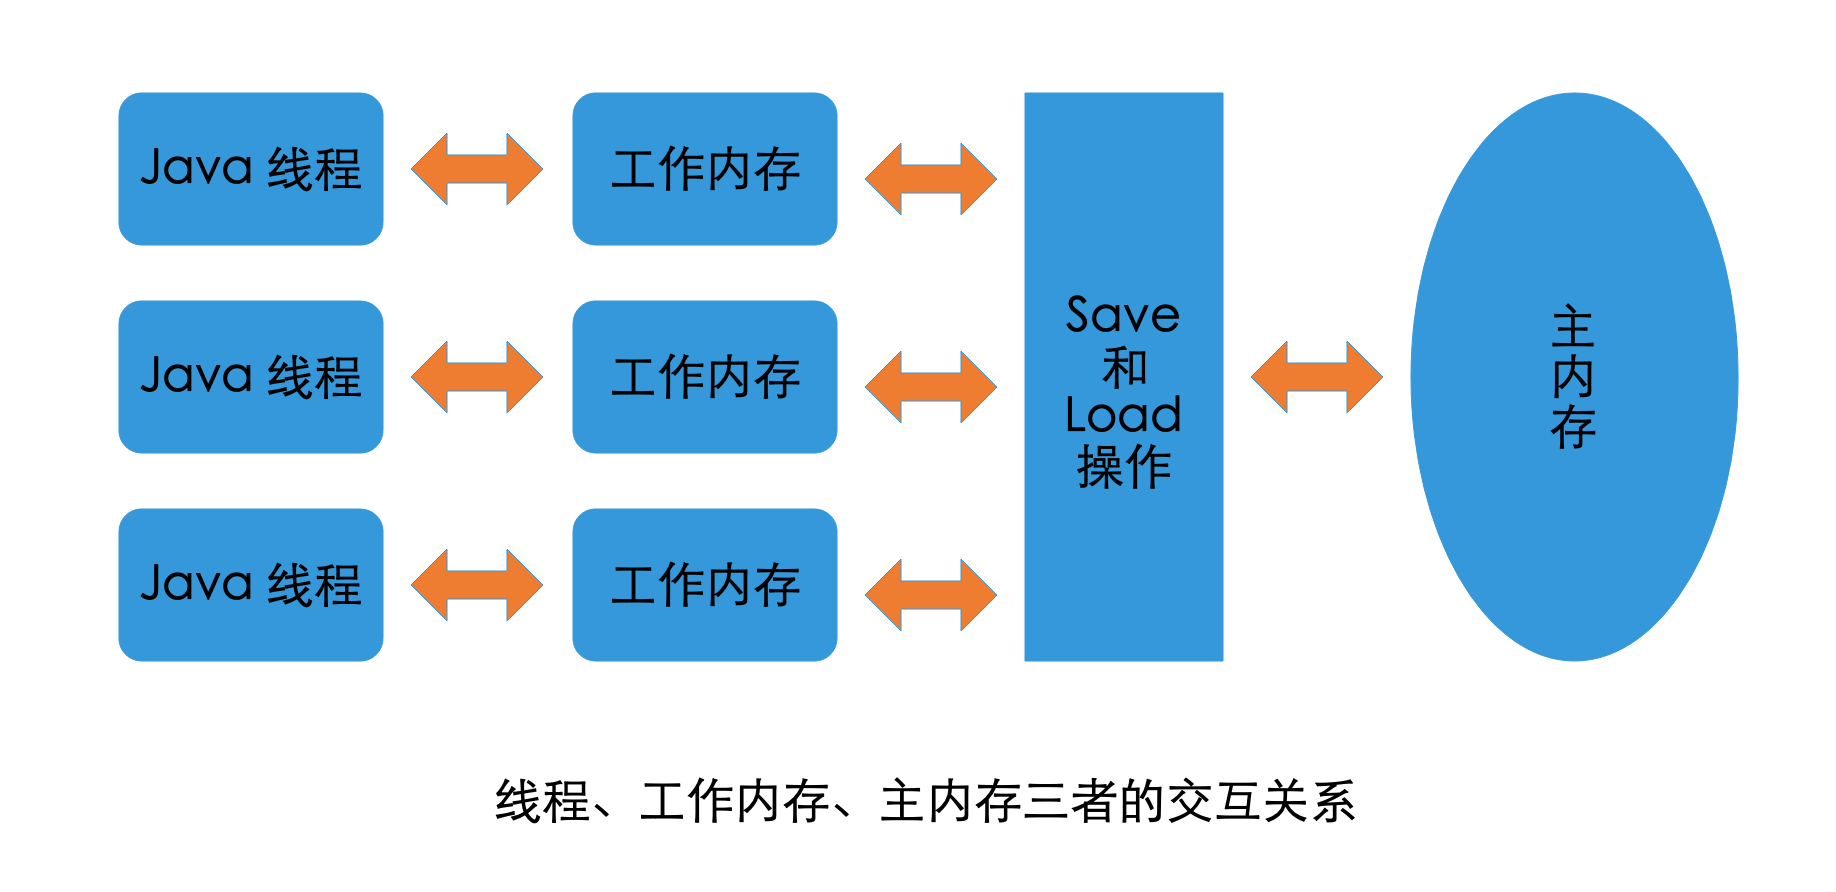 Java 线程
工作内存
Java 线程
工作内存
Java 线程
工作内存
Save
和
Load
操作
主
内
存
线程、工作内存、主内存三者的交互关系